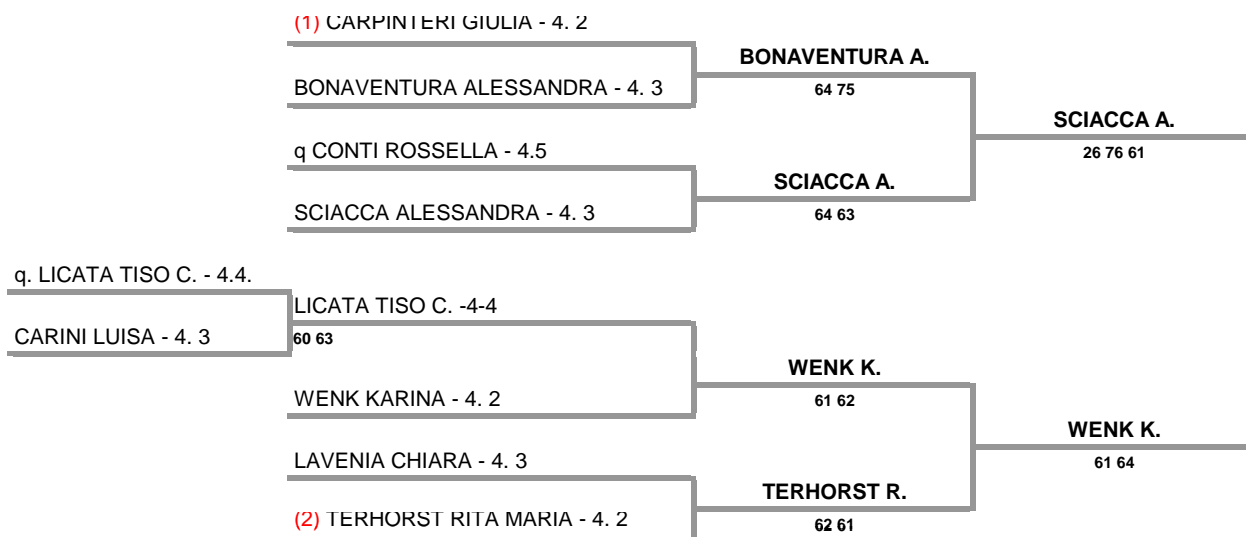 (1) CARPINTERI GIULIA - 4. 2
BONAVENTURA A.
BONAVENTURA ALESSANDRA - 4. 3
64 75
SCIACCA A.
q CONTI ROSSELLA - 4.5
26 76 61
SCIACCA A.
SCIACCA ALESSANDRA - 4. 3
64 63
q. LICATA TISO C. - 4.4.
LICATA TISO C. -4-4
CARINI LUISA - 4. 3
60 63
WENK K.
WENK KARINA - 4. 2
61 62
WENK K.
LAVENIA CHIARA - 4. 3
61 64
TERHORST R.
(2) TERHORST RITA MARIA - 4. 2
62 61